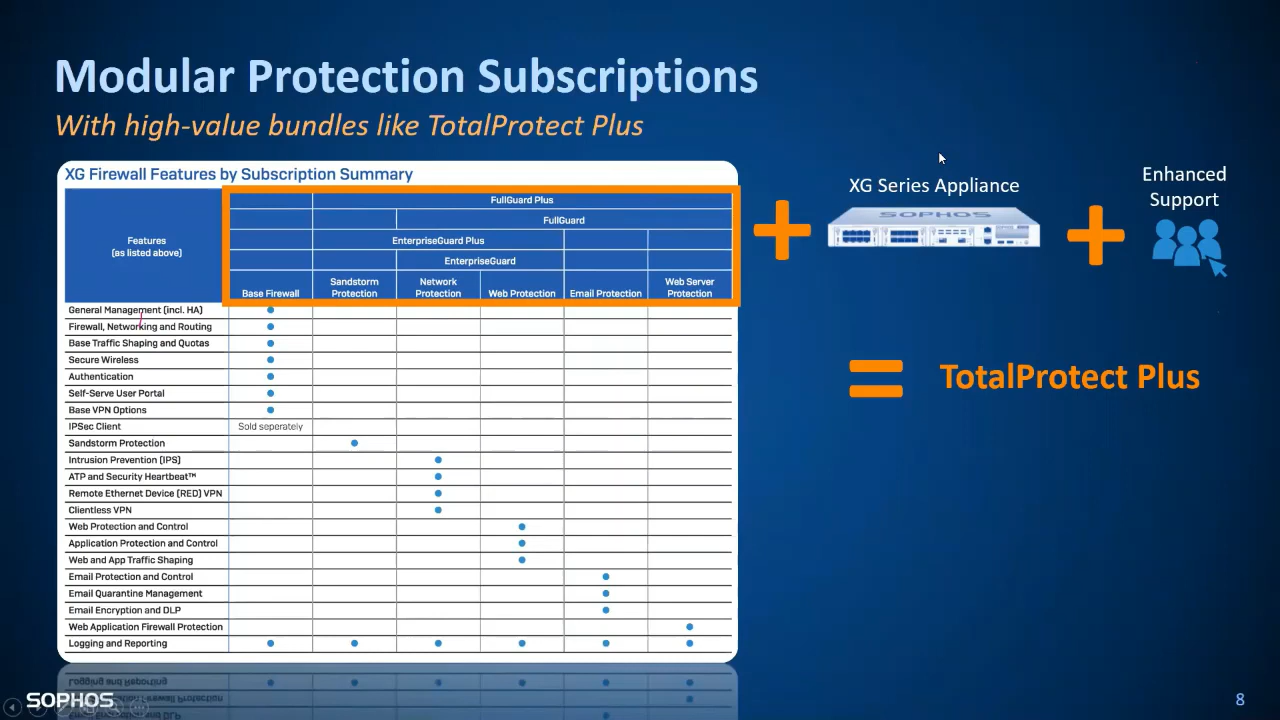 Modular Protection Subscriptions
With high-value bundles like TotalProtect Plus
XG Firewall Features by Subscription Summary
Features
(as listed above)
FullGuard Plus
FullGuard
EnterpriseGuard Plus
EnterpriseGuard
Base Firewall
Sandstorm
Protection
Network
Protection
Web Protection
Email Protection
Web Server
Protection
General Management (incl. HA)
Firewall, Networking and Routing
Base Traffic Shaping and Quotas
Secure Wireless
Authentication
Self-Serve User Portal
Base VPN Options
IPSec Client Sold seperately
Sandstorm Protection
Intrusion Prevention (IPS)
ATP and Security Heartbeat™
Remote Ethernet Device (RED) VPN
Clientless VPN
Web Protection and Control
Application Protection and Control
Web and App Traffic Shaping
Email Protection and Control
Email Quarantine Management
Email Encryption and DLP
Web Application Firewall Protection
Logging and Reporting
XG Series Appliance
SOPHOS
Enhanced
Support
TotalProtect Plus
SOPHOS
8